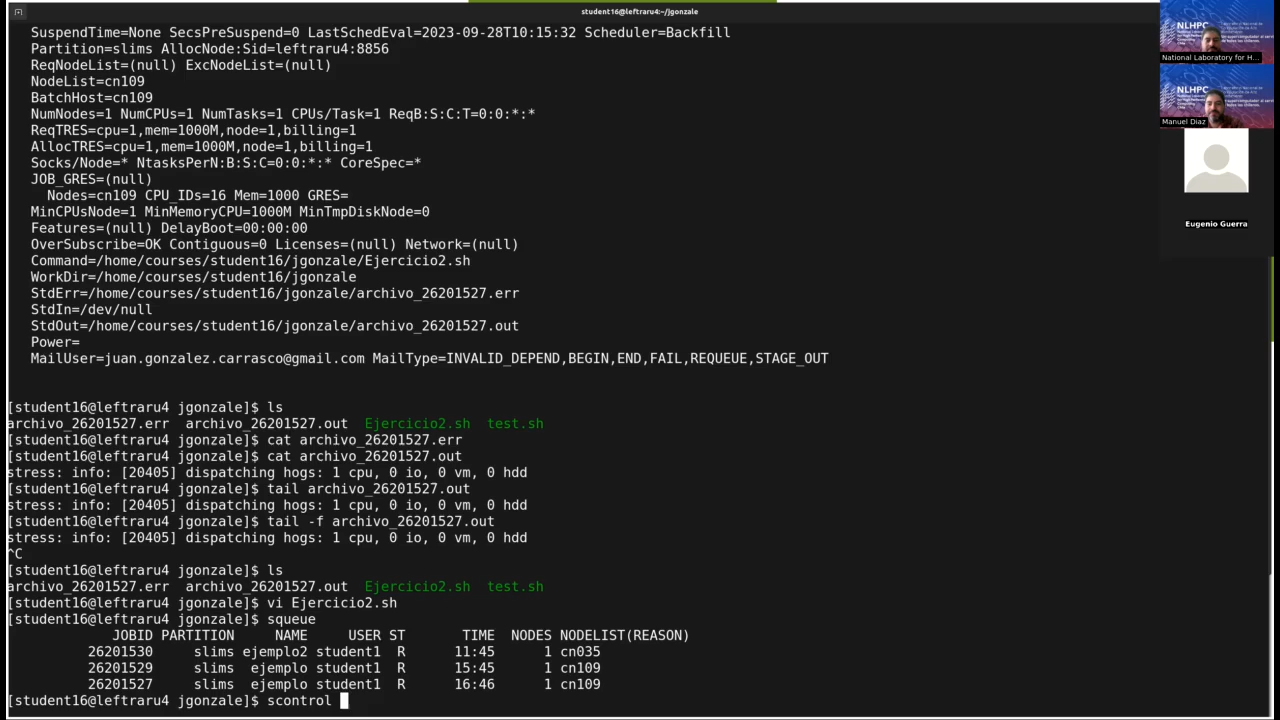 student16@leftraru4:~/jgonzale
SuspendTime=None SecsPreSuspend=0 LastSchedEval=2023-09-28T10:15:32 Scheduler=Backfill
Partition=slims AllocNode:Sid=leftraru4:8856
ReqNodeList=(null) ExcNodeList=(null)
NodeList=cn109
BatchHost=cn109
NumNodes=1 NumCPUs=1 NumTasks=1 CPUs/Task=1 ReqB:S:C:T=0:0:*:*
ReqTRES=cpu=1,mem=1000M,node=1,billing=1
AllocTRES=cpu=1,mem=1000M,node=1,billing=1
Socks/Node=* NtasksPerN:B:S:C=0:0:*:* CoreSpec=*
JOB_GRES=(null)
Nodes=cn109 CPU_IDs=16 Mem=1000 GRES=
MinCPUsNode=1 MinMemoryCPU=1000M MinTmpDiskNode=0
Features=(null) DelayBoot=00:00:00
OverSubscribe=OK Contiguous=0 Licenses=(null) Network=(null)
Command=/home/courses/student16/jgonzale/Ejercicio2.sh
WorkDir=/home/courses/student16/jgonzale
StdErr=/home/courses/student16/jgonzale/archivo_26201527.err
StdIn=/dev/null
StdOut=/home/courses/student16/jgonzale/archivo_26201527.out
Power=
MailUser=juan.gonzalez.carrasco@gmail.com MailType=INVALID_DEPEND,BEGIN,END,FAIL,REQUEUE,STAGE_OUT
[student16@leftraru4 jgonzale]$ ls
archivo_26201527.err archivo_26201527.out Ejercicio2.sh test.sh
[student16@leftraru4 jgonzale]$ cat archivo_26201527.err
[student16@leftraru4 jgonzale]$ cat archivo_26201527.out
stress: info: [20405] dispatching hogs: 1 cpu, 0 io, 0 vm, 0 hdd
[student16@leftraru4 jgonzale]$ tail archivo_26201527.out
stress: info: [20405] dispatching hogs: 1 cpu, 0 io, 0 vm, 0 hdd
[student16@leftraru4 jgonzale]$ tail -f archivo_26201527.out
stress: info: [20405] dispatching hogs: 1 cpu, 0 io, 0 vm, 0 hdd
^C
[student16@leftraru4 jgonzale]$ ls
archivo_26201527.err archivo_26201527.out Ejercicio2.sh test.sh
[student16@leftraru4 jgonzale]$ vi Ejercicio2.sh
[student16@leftraru4 jgonzale]$ squeue
JOBID PARTITION NAME USER ST TIME NODES NODELIST(REASON)
26201530 slims ejemplo2 student1 R 11:45 1 cn035
26201529 slims ejemplo student1 R 15:45 1 cn109
26201527 slims ejemplo student1 R 16:46 1 cn109
[student16@leftraru4 jgonzale]$ scontrol
NLHPC
National Laboratory for H...
NLHPC
Manuel Diaz
Eugenio Guerra